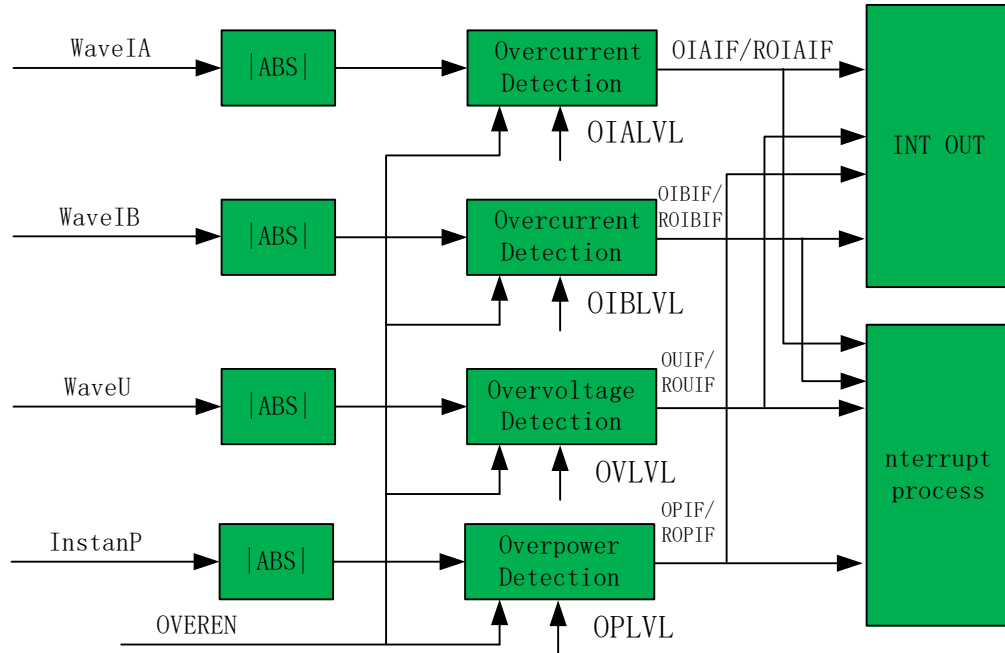 WaveIA
|ABS|
Overcurrent
Detection
OIAIF/ROIAIF
OIALVL
INT OUT
WaveIB
|ABS|
Overcurrent
Detection
OIBIF/
ROIBIF
OIBLVL
WaveU
|ABS|
Overvoltage
Detection
OUIF/
ROUIF
OVLVL
nterrupt
process
InstanP
|ABS|
Overpower
Detection
OPIF/
ROPIF
OVEREN
OPLVL